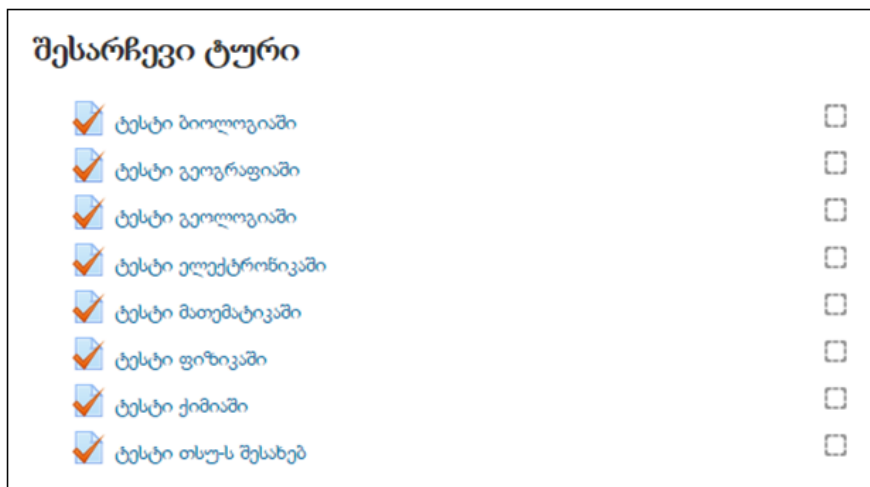 შესარჩევი ტური
ტესტი ბიოლოგიაში
ტესტი გეოგრაფიაში
ტესტი გეოლოგიაში
ტესტი ელექტრონიკაში
ტესტი მათემატიკაში
ტესტი ფიზიკაში
ტესტი ქიმიაში
ტესტი თსუ-ს შესახებ